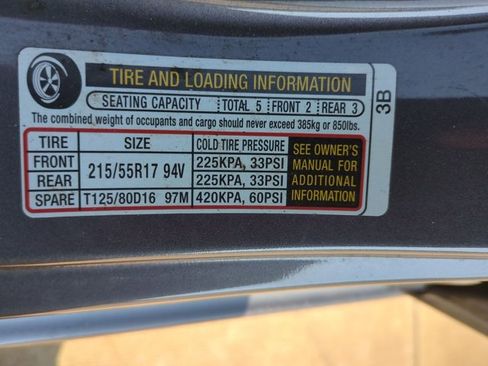 TIRE AND LOADING INFORMATION
SEATING CAPACITY TOTAL 5 FRONT 2 REAR 3
The combined weight of occupants and cargo should never exceed 385kg or 850lbs.
TIRE SIZE COLD TIRE PRESSURE
FRONT 215/55R17 94V 225KPA, 33PSI
REAR 225KPA, 33PSI
SPARE T125/80D16 97M 420KPA, 60PSI
SEE OWNER'S
MANUAL FOR
ADDITIONAL
INFORMATION
3B